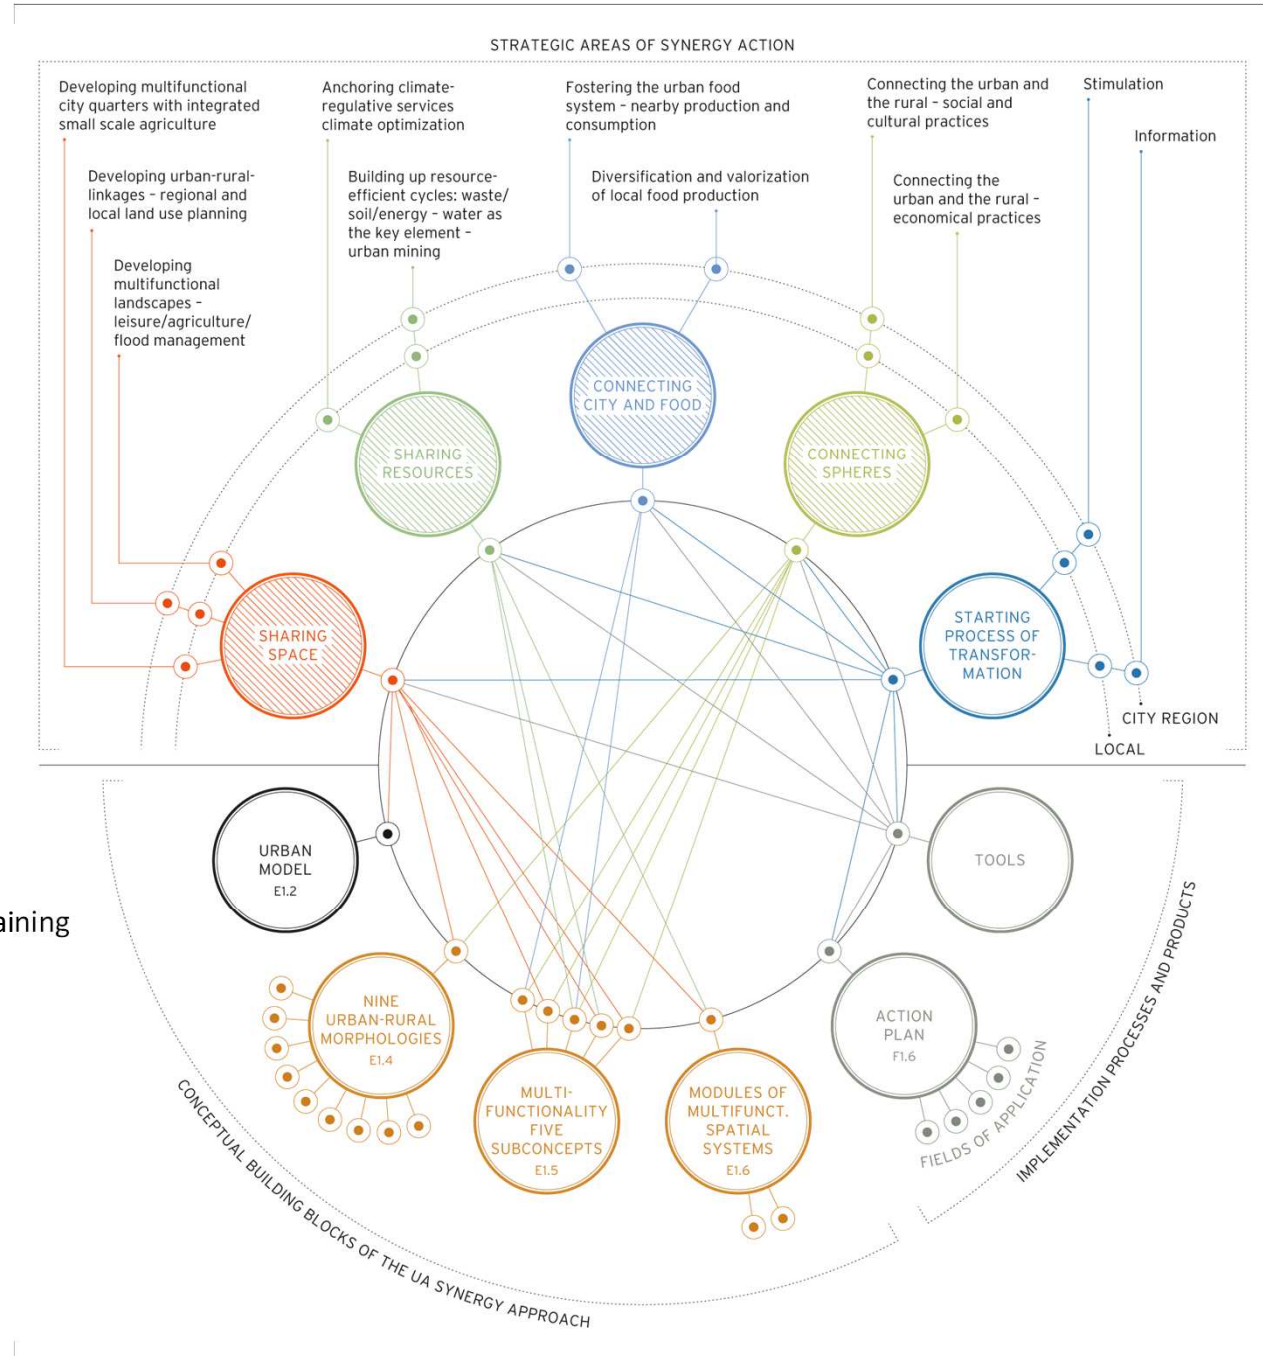 STRATEGIC AREAS OF SYNERGY ACTION
Developing multifunctional
city quarters with integrated
small scale agriculture
Developing urban-rural-
linkages – regional and
local land use planning
Developing
multifunctional
landscapes –
leisure/agriculture/
flood management
Anchoring climate-
regulative services
climate optimization
Building up resource-
efficient cycles: waste/
soil/energy – water as
the key element –
urban mining
Fostering the urban food
system – nearby production and
consumption
Diversification and valorization
of local food production
Connecting the urban and
the rural – social and
cultural practices
Connecting the
urban and the rural –
economical practices
Stimulation
Information
CONNECTING
CITY AND FOOD
SHARING
RESOURCES
CONNECTING
SPHERES
SHARING
SPACE
STARTING
PROCESS OF
TRANSFOR-
MATION
CITY REGION
LOCAL
URBAN
MODEL
E1.2
TOOLS
aining
NINE
URBAN-RURAL
MORPHOLOGIES
E1.4
MULTI-
FUNCTIONALITY
FIVE
SUBCONCEPTS
E1.5
MODULES OF
MULTIFUNCT.
SPATIAL
SYSTEMS
E1.6
ACTION
PLAN
F1.6
FIELDS OF APPLICATION
IMPLEMENTATION PROCESSES AND PRODUCTS
CONCEPTUAL BUILDING BLOCKS OF THE UA SYNERGY APPROACH